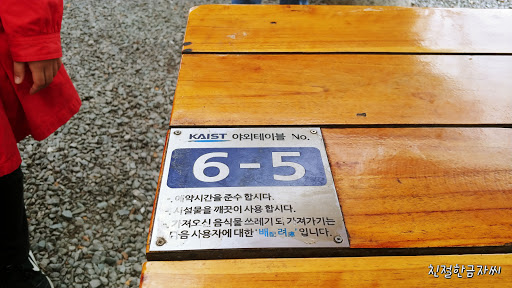 KAIST 야외테이블 No.
6-5
- 예약시간을 준수 합시다.
- 시설물을 깨끗이 사용 합시다.
- 가져오신 음식물 쓰레기도 가져가기는
다음 사용자에 대한 '배려'입니다.
친절한금자씨